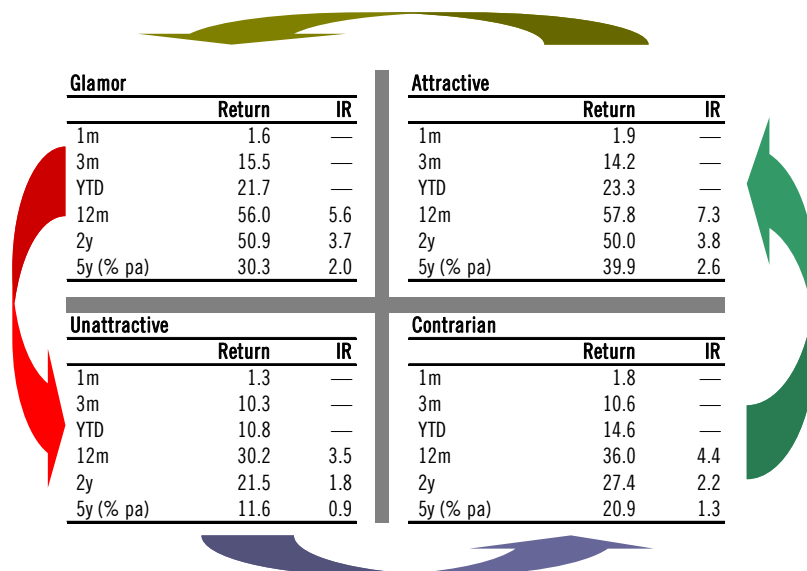 Glamor
Return IR
1m 1.6 —
3m 15.5 —
YTD 21.7 —
12m 56.0 5.6
2y 50.9 3.7
5y (% pa) 30.3 2.0
Attractive
Return IR
1m 1.9 —
3m 14.2 —
YTD 23.3 —
12m 57.8 7.3
2y 50.0 3.8
5y (% pa) 39.9 2.6
Unattractive
Return IR
1m 1.3 —
3m 10.3 —
YTD 10.8 —
12m 30.2 3.5
2y 21.5 1.8
5y (% pa) 11.6 0.9
Contrarian
Return IR
1m 1.8 —
3m 10.6 —
YTD 14.6 —
12m 36.0 4.4
2y 27.4 2.2
5y (% pa) 20.9 1.3